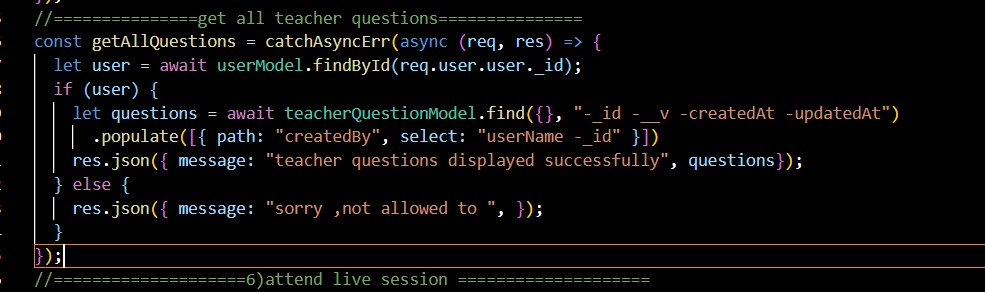 //===============get all teacher questions===============
const getAllQuestions = catchAsyncErr(async (req, res) => {
let user = await userModel.findById(req.user.user._id);
if (user) {
let questions = await teacherQuestionModel.find({}, "-_id -__v -createdAt -updatedAt")
.populate([{ path: "createdBy", select: "userName -_id" }])
res.json({ message: "teacher questions displayed successfully", questions});
} else {
res.json({ message: "sorry ,not allowed to ", });
}
});
//====================6)attend live session ====================